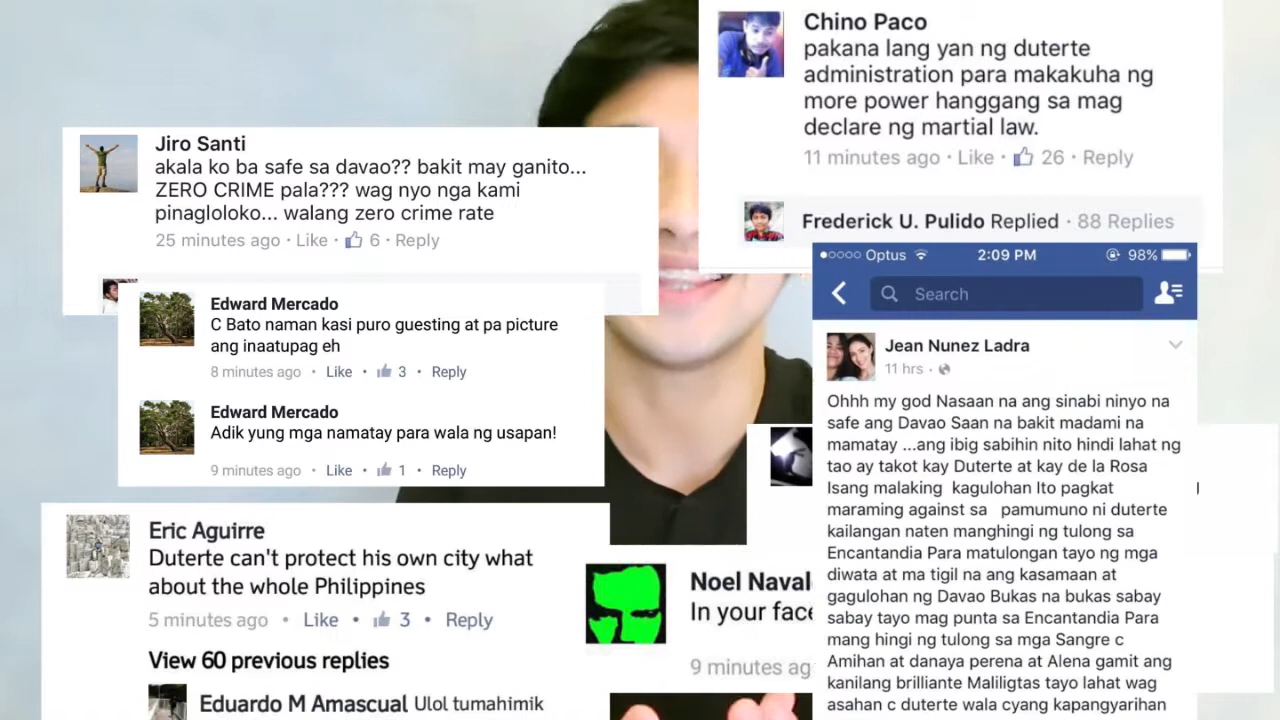 Jiro Santi
akala ko ba safe sa davao?? bakit may ganito...
ZERO CRIME pala??? wag nyo nga kami
pinagloloko... walang zero crime rate
25 minutes ago · Like · 6 · Reply
Edward Mercado
C Bato naman kasi puro guesting at pa picture
ang inaatupag eh
8 minutes ago • Like • 3 • Reply
Edward Mercado
Adik yung mga namatay para wala ng usapan!
9 minutes ago • Like • 1 • Reply
Eric Aguirre
Duterte can't protect his own city what
about the whole Philippines
5 minutes ago • Like • 3 • Reply
View 60 previous replies
Eduardo M Amascual Ulol tumahimik
Chino Paco
pakana lang yan ng duterte
administration para makakuha ng
more power hanggang sa mag
declare ng martial law.
11 minutes ago · Like · 26 · Reply
Frederick U. Pulido Replied · 88 Replies
Noel Naval
In your face
9 minutes ag
Optus 2:09 PM 98%
Search
Jean Nunez Ladra
11 hrs ·
Ohhh my god Nasaan na ang sinabi ninyo na
safe ang Davao Saan na bakit madami na
mamatay ...ang ibig sabihin nito hindi lahat ng
tao ay takot kay Duterte at kay de la Rosa
Isang malaking kagulohan Ito pagkat
maraming against sa pamumuno ni duterte
kailangan naten manghingi ng tulong sa
Encantandia Para matulongan tayo ng mga
diwata at ma tigil na ang kasamaan at
gagulohan ng Davao Bukas na bukas sabay
sabay tayo mag punta sa Encantandia Para
mang hingi ng tulong sa mga Sangre c
Amihan at danaya perena at Alena gamit ang
kanilang brilliante Maliligtas tayo lahat wag
asahan c duterte wala cyang kapangyarihan